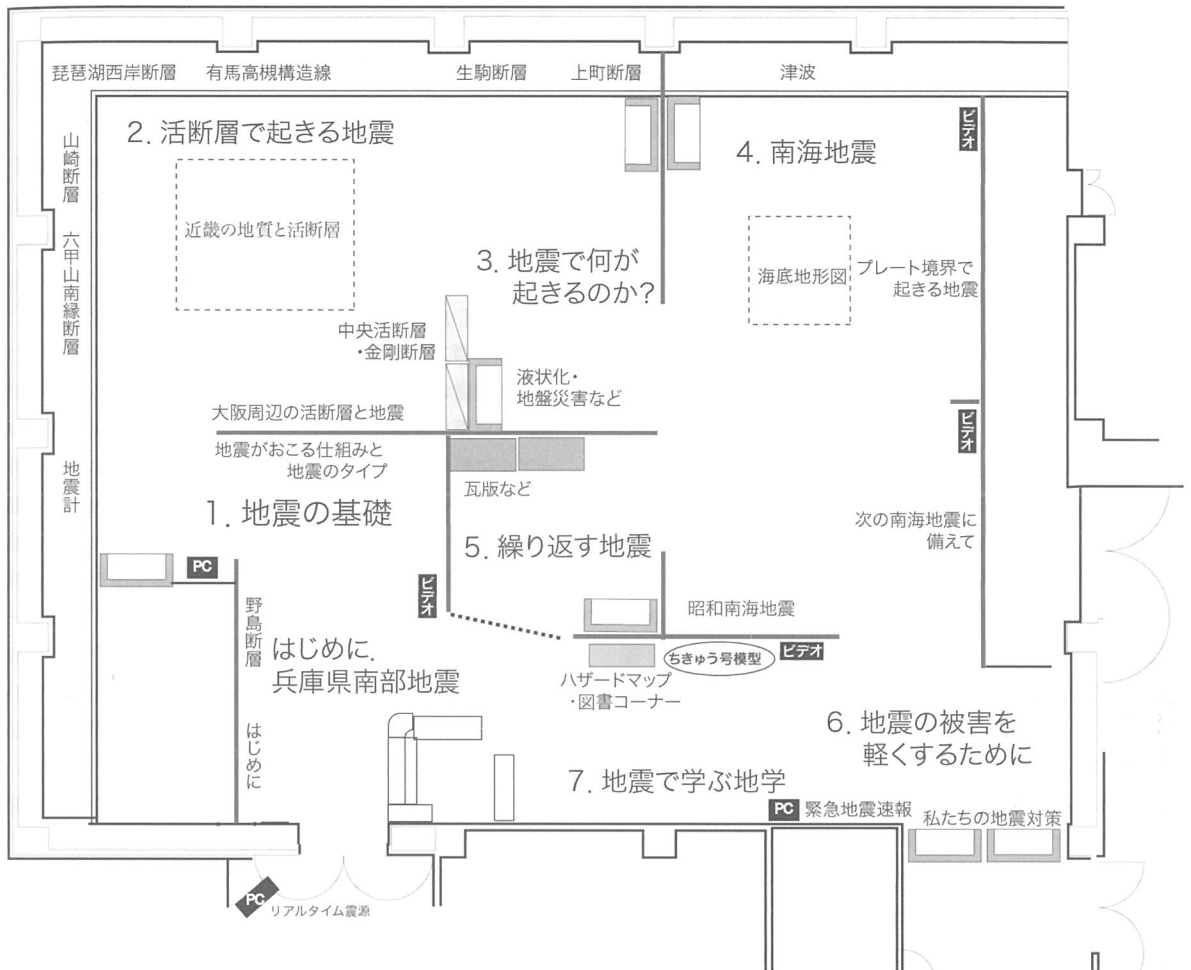 琵琶湖西岸断層
有馬高槻構造線
生駒断層
上町断層
津波
山崎断層
六甲山南縁断層
地震計
2. 活断層で起きる地震
近畿の地質と活断層
3. 地震で何が
起きるのか?
4. 南海地震
ビデオ
海底地形図
プレート境界で
起きる地震
中央活断層
・金剛断層
液状化・
地盤災害など
大阪周辺の活断層と地震
地震がおこる仕組みと
地震のタイプ
1. 地震の基礎
瓦版など
5. 繰り返す地震
ビデオ
次の南海地震に
備えて
PC
ビデオ
野島断層
はじめに
はじめに.
兵庫県南部地震
昭和南海地震
ちきゅう号模型
ビデオ
ハザードマップ
・図書コーナー
6. 地震の被害を
軽くするために
7. 地震で学ぶ地学
PC
緊急地震速報
私たちの地震対策
PC
リアルタイム震源